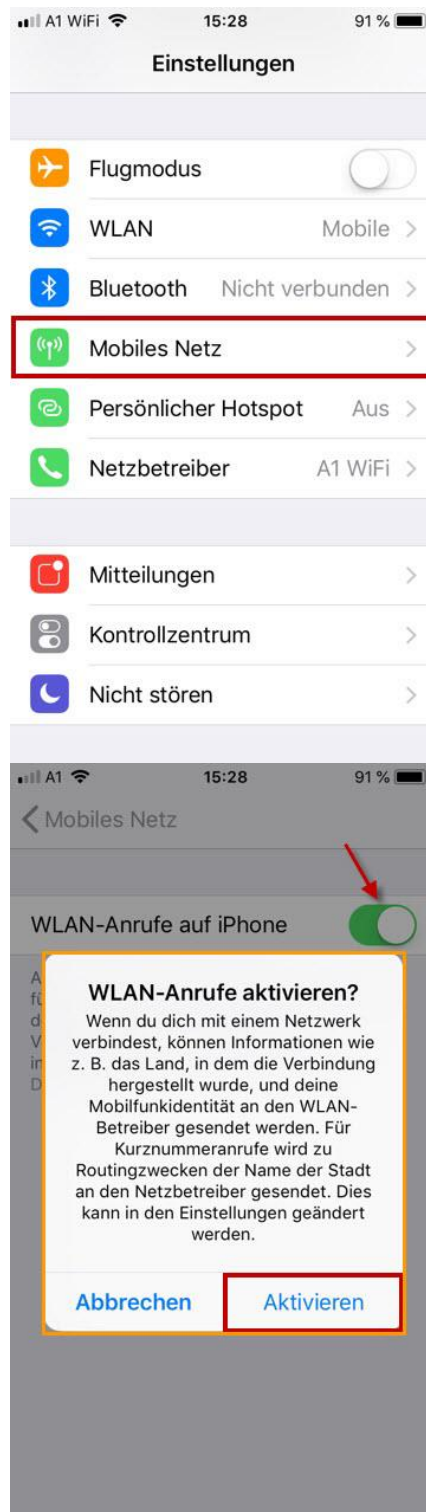 A1 WiFi 15:28 91 %
Einstellungen
Flugmodus
WLAN Mobile
Bluetooth Nicht verbunden
Mobiles Netz
Persönlicher Hotspot Aus
Netzbetreiber A1 WiFi
Mitteilungen
Kontrollzentrum
Nicht stören
A1 15:28 91 %
Mobiles Netz
WLAN-Anrufe auf iPhone
WLAN-Anrufe aktivieren?
Wenn du dich mit einem Netzwerk
verbindest, können Informationen wie
z. B. das Land, in dem die Verbindung
hergestellt wurde, und deine
Mobilfunkidentität an den WLAN-
Betreiber gesendet werden. Für
Kurznummeranrufe wird zu
Routingzwecken der Name der Stadt
an den Netzbetreiber gesendet. Dies
kann in den Einstellungen geändert
werden.
Abbrechen Aktivieren